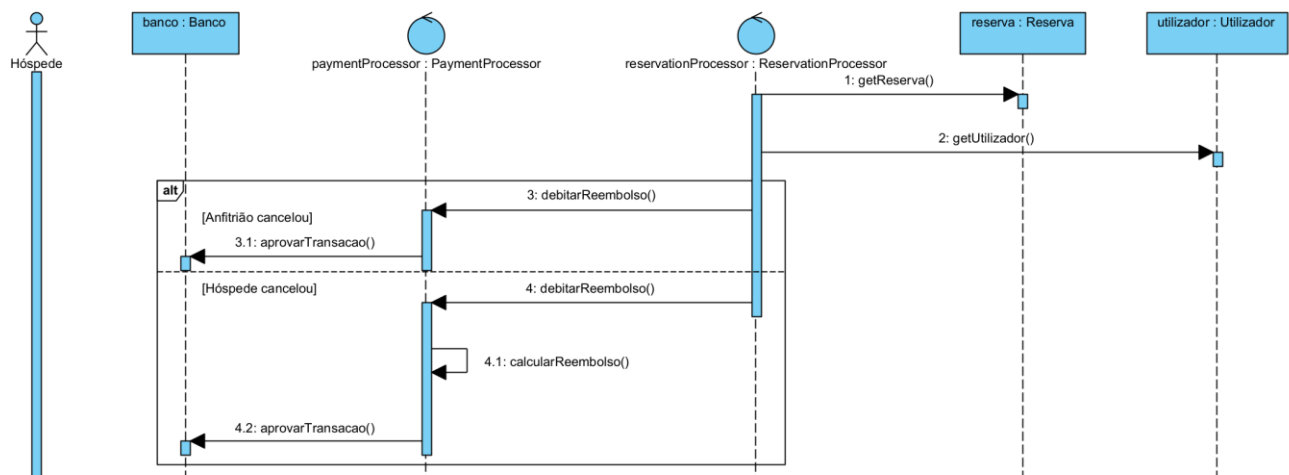 Hóspede
banco : Banco
paymentProcessor : PaymentProcessor
reservationProcessor : ReservationProcessor
reserva : Reserva
utilizador : Utilizador
1: getReserva()
2: getUtilizador()
alt
3: debitarReembolso()
[Anfitrião cancelou]
3.1: aprovarTransacao()
[Hóspede cancelou]
4: debitarReembolso()
4.1: calcularReembolso()
4.2: aprovarTransacao()